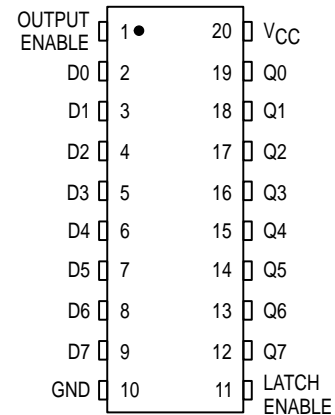 OUTPUT
ENABLE 1 20 VCC
D0 2 19 Q0
D1 3 18 Q1
D2 4 17 Q2
D3 5 16 Q3
D4 6 15 Q4
D5 7 14 Q5
D6 8 13 Q6
D7 9 12 Q7
GND 10 11 LATCH
ENABLE